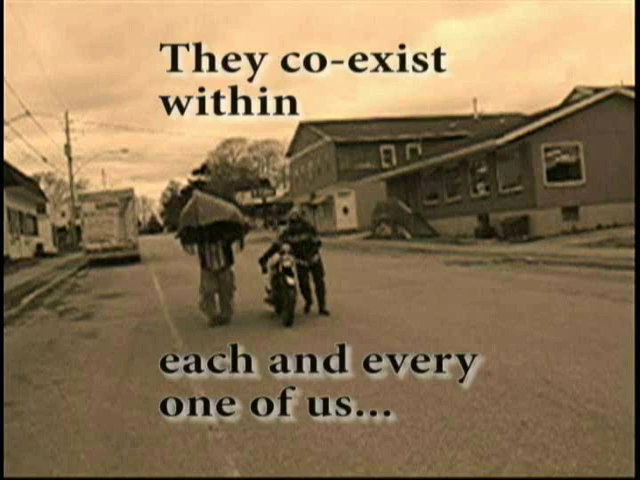 They co-exist
within
each and every
one of us...